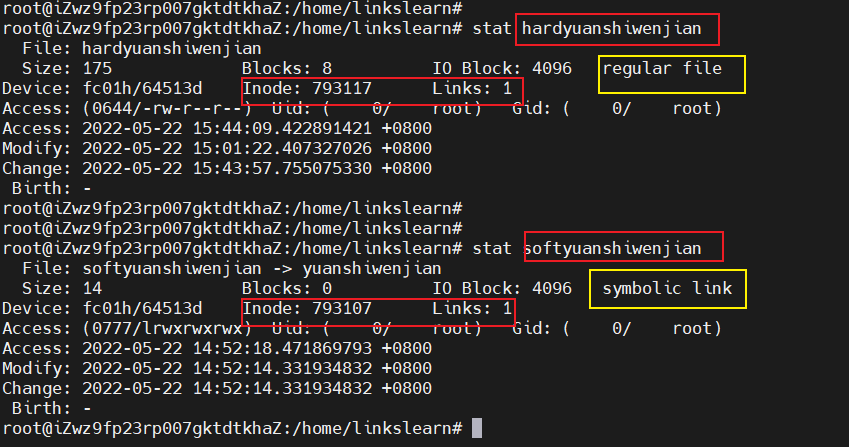 root@iZwz9fp23rp007gktdtkhaZ:/home/linkslearn#
root@iZwz9fp23rp007gktdtkhaZ:/home/linkslearn# stat hardyuanshiwenjian
  File: hardyuanshiwenjian
  Size: 175             Blocks: 8          IO Block: 4096   regular file
Device: fc01h/64513d    Inode: 793117      Links: 1
Access: (0644/-rw-r--r--)  Uid: (    0/    root)   Gid: (    0/    root)
Access: 2022-05-22 15:44:09.422891421 +0800
Modify: 2022-05-22 15:01:22.407327026 +0800
Change: 2022-05-22 15:43:57.755075330 +0800
 Birth: -
root@iZwz9fp23rp007gktdtkhaZ:/home/linkslearn#
root@iZwz9fp23rp007gktdtkhaZ:/home/linkslearn#
root@iZwz9fp23rp007gktdtkhaZ:/home/linkslearn# stat softyuanshiwenjian
  File: softyuanshiwenjian -> yuanshiwenjian
  Size: 14              Blocks: 0          IO Block: 4096   symbolic link
Device: fc01h/64513d    Inode: 793107      Links: 1
Access: (0777/lrwxrwxrwx)  Uid: (    0/    root)   Gid: (    0/    root)
Access: 2022-05-22 14:52:18.471869793 +0800
Modify: 2022-05-22 14:52:14.331934832 +0800
Change: 2022-05-22 14:52:14.331934832 +0800
 Birth: -
root@iZwz9fp23rp007gktdtkhaZ:/home/linkslearn#